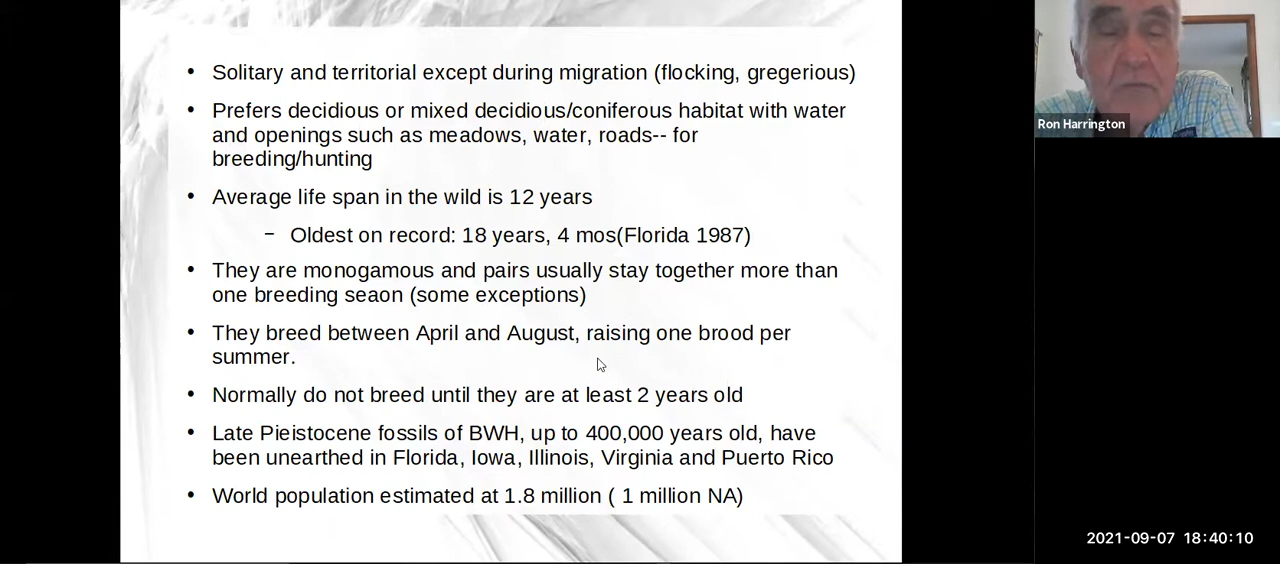 • Solitary and territorial except during migration (flocking, gregerious)
• Prefers decidious or mixed decidious/coniferous habitat with water
and openings such as meadows, water, roads-- for
breeding/hunting
• Average life span in the wild is 12 years
– Oldest on record: 18 years, 4 mos(Florida 1987)
• They are monogamous and pairs usually stay together more than
one breeding seaon (some exceptions)
• They breed between April and August, raising one brood per
summer.
• Normally do not breed until they are at least 2 years old
• Late Pieistocene fossils of BWH, up to 400,000 years old, have
been unearthed in Florida, Iowa, Illinois, Virginia and Puerto Rico
• World population estimated at 1.8 million ( 1 million NA)
Ron Harrington
2021-09-07 18:40:10